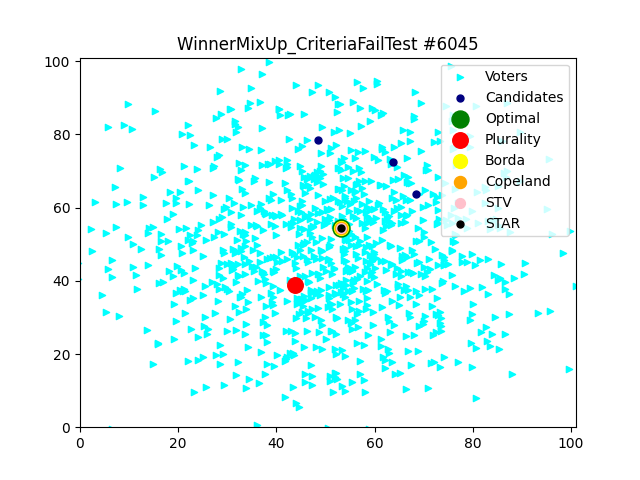 WinnerMixUp_CriteriaFailTest #6045
100
80
60
40
20
0
0 20 40 60 80 100
Voters
Candidates
Optimal
Plurality
Borda
Copeland
STV
STAR